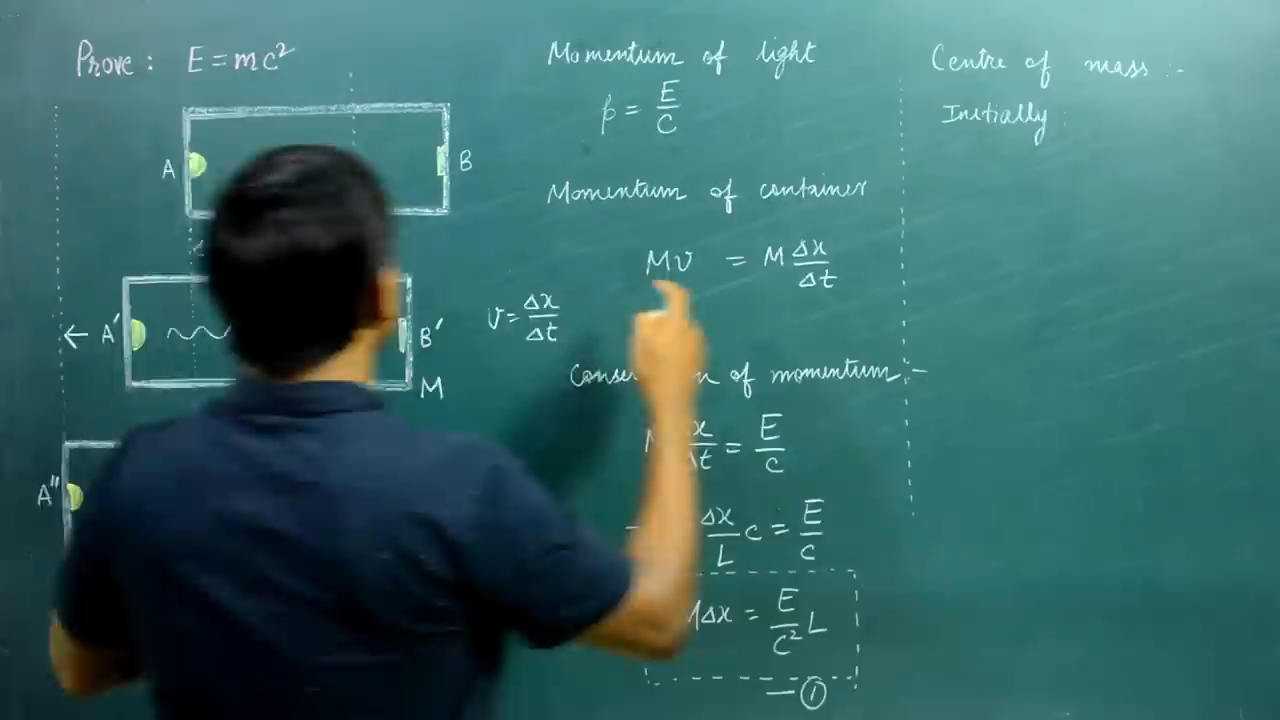 Prove : E = mc²
A
B
← A'
B'
M
A"
v = Δx/Δt
Momentum of light
p = E/c
Momentum of container
Mv = M Δx/Δt
of momentum :-
= E/c
Δx/L c = E/c
Δx = E/c² L
— ①
Centre of mass :-
Initially